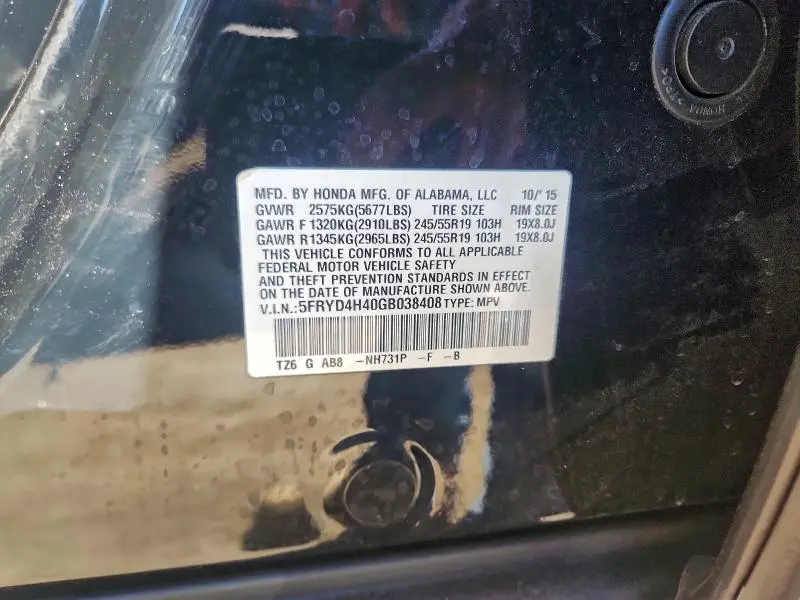 MFD. BY HONDA MFG. OF ALABAMA, LLC 10/'15
GVWR 2575KG(5677LBS) TIRE SIZE RIM SIZE
GAWR F 1320KG(2910LBS) 245/55R19 103H 19X8.0J
GAWR R 1345KG(2965LBS) 245/55R19 103H 19X8.0J
THIS VEHICLE CONFORMS TO ALL APPLICABLE
FEDERAL MOTOR VEHICLE SAFETY
AND THEFT PREVENTION STANDARDS IN EFFECT
ON THE DATE OF MANUFACTURE SHOWN ABOVE.
V.I.N.:5FRYD4H40GB038408 TYPE: MPV
TZ6 G AB8 -NH731P -F -B
HONDA